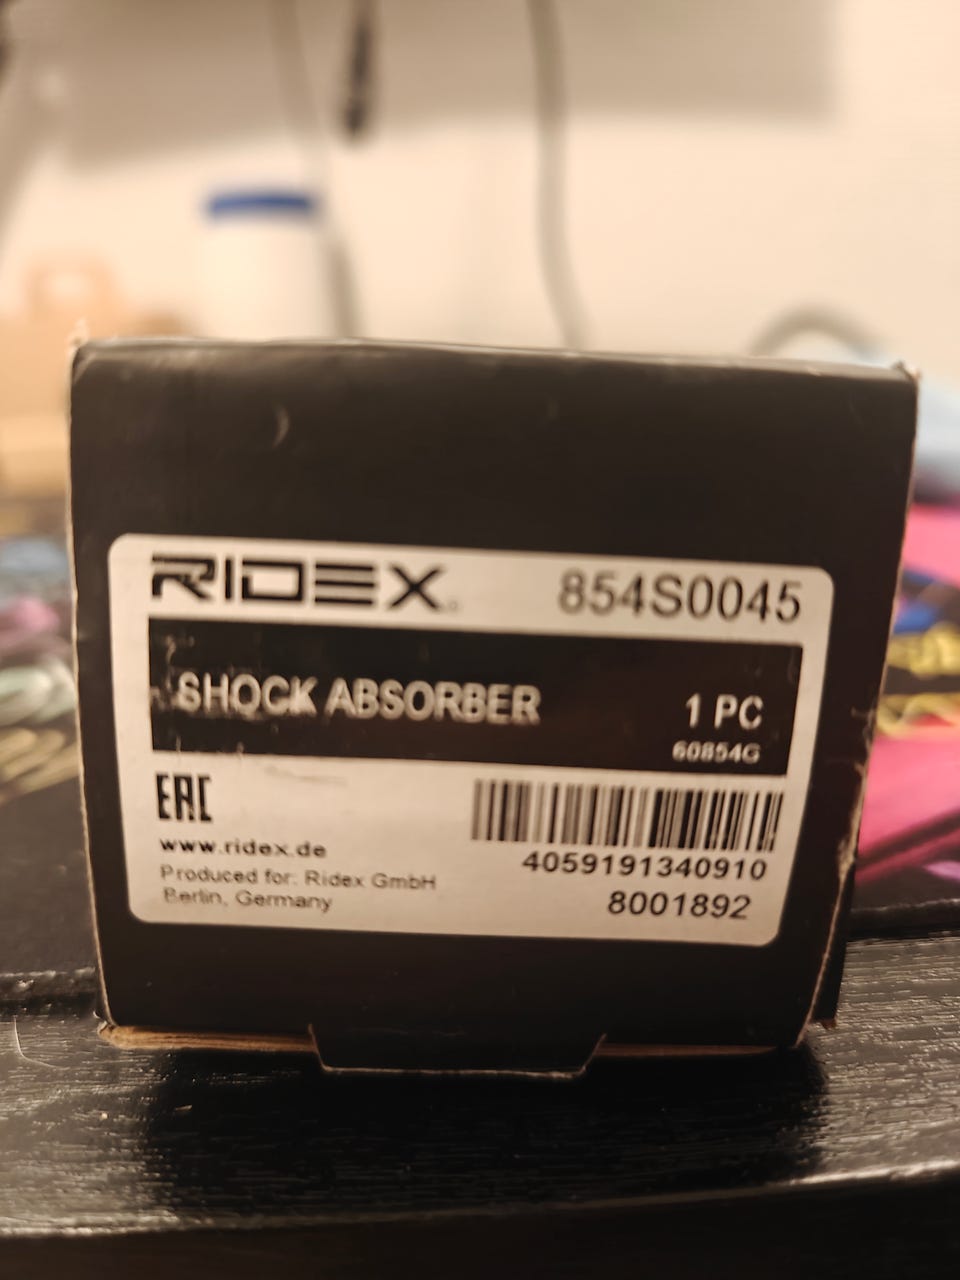 RIDEX 854S0045
SHOCK ABSORBER
1 PC
60854G
EAC
www.ridex.de
Produced for: Ridex GmbH
Berlin, Germany
4059191340910
8001892